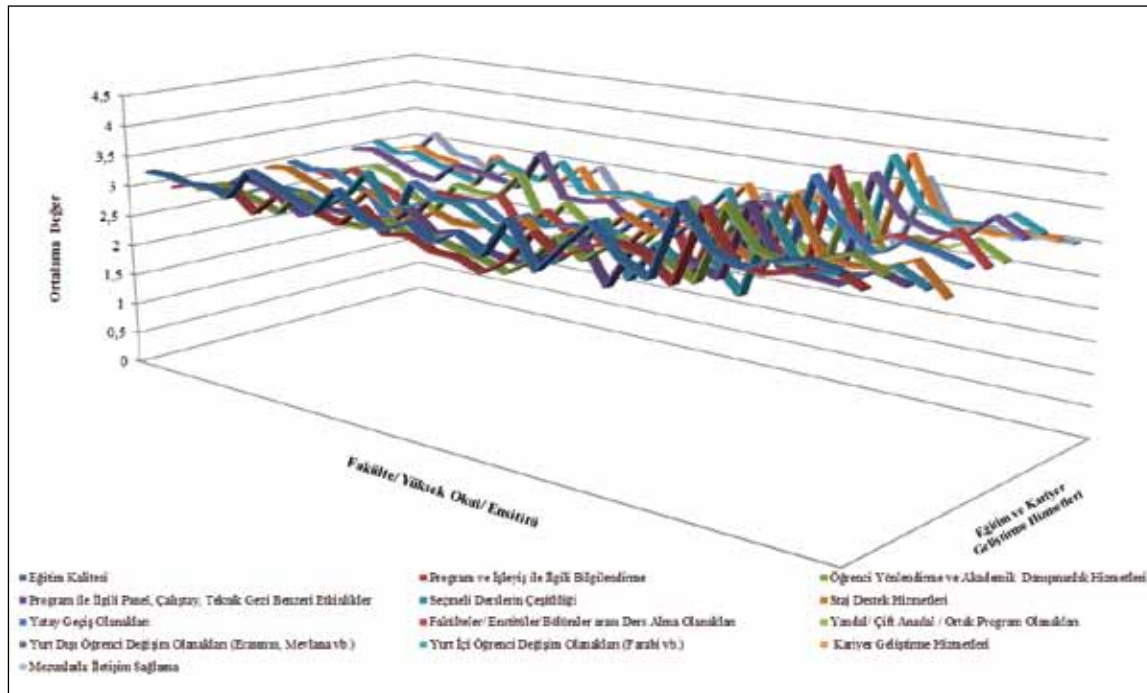 4,5
4
3,5
3
2,5
2
1,5
1
0,5
0
Ortalama Değer
Fakülte/ Yüksek Okul/ Ensititü
Eğitim ve Kariyer
Geliştirme Hizmetleri
Eğitim Kalitesi
Program ve İşleyiş ile İlgili Bilgilendirme
Öğrenci Yönlendirme ve Akademik Danışmanlık Hizmetleri
Program ile İlgili Panel, Çalıştay, Teknik Gezi Benzeri Etkinlikler
Seçmeli Derslerin Çeşitliliği
Staj Destek Hizmetleri
Yatay Geçiş Olanakları
Fakülteler/ Enstitüler/Bölümler arası Ders Alma Olanakları
Yandal/ Çift Anadal / Ortak Program Olanakları
Yurt Dışı Öğrenci Değişim Olanakları (Erasmus, Mevlana vb.)
Yurt İçi Öğrenci Değişim Olanakları (Farabi vb.)
Kariyer Geliştirme Hizmetleri
Mezunlarla İletişim Sağlama